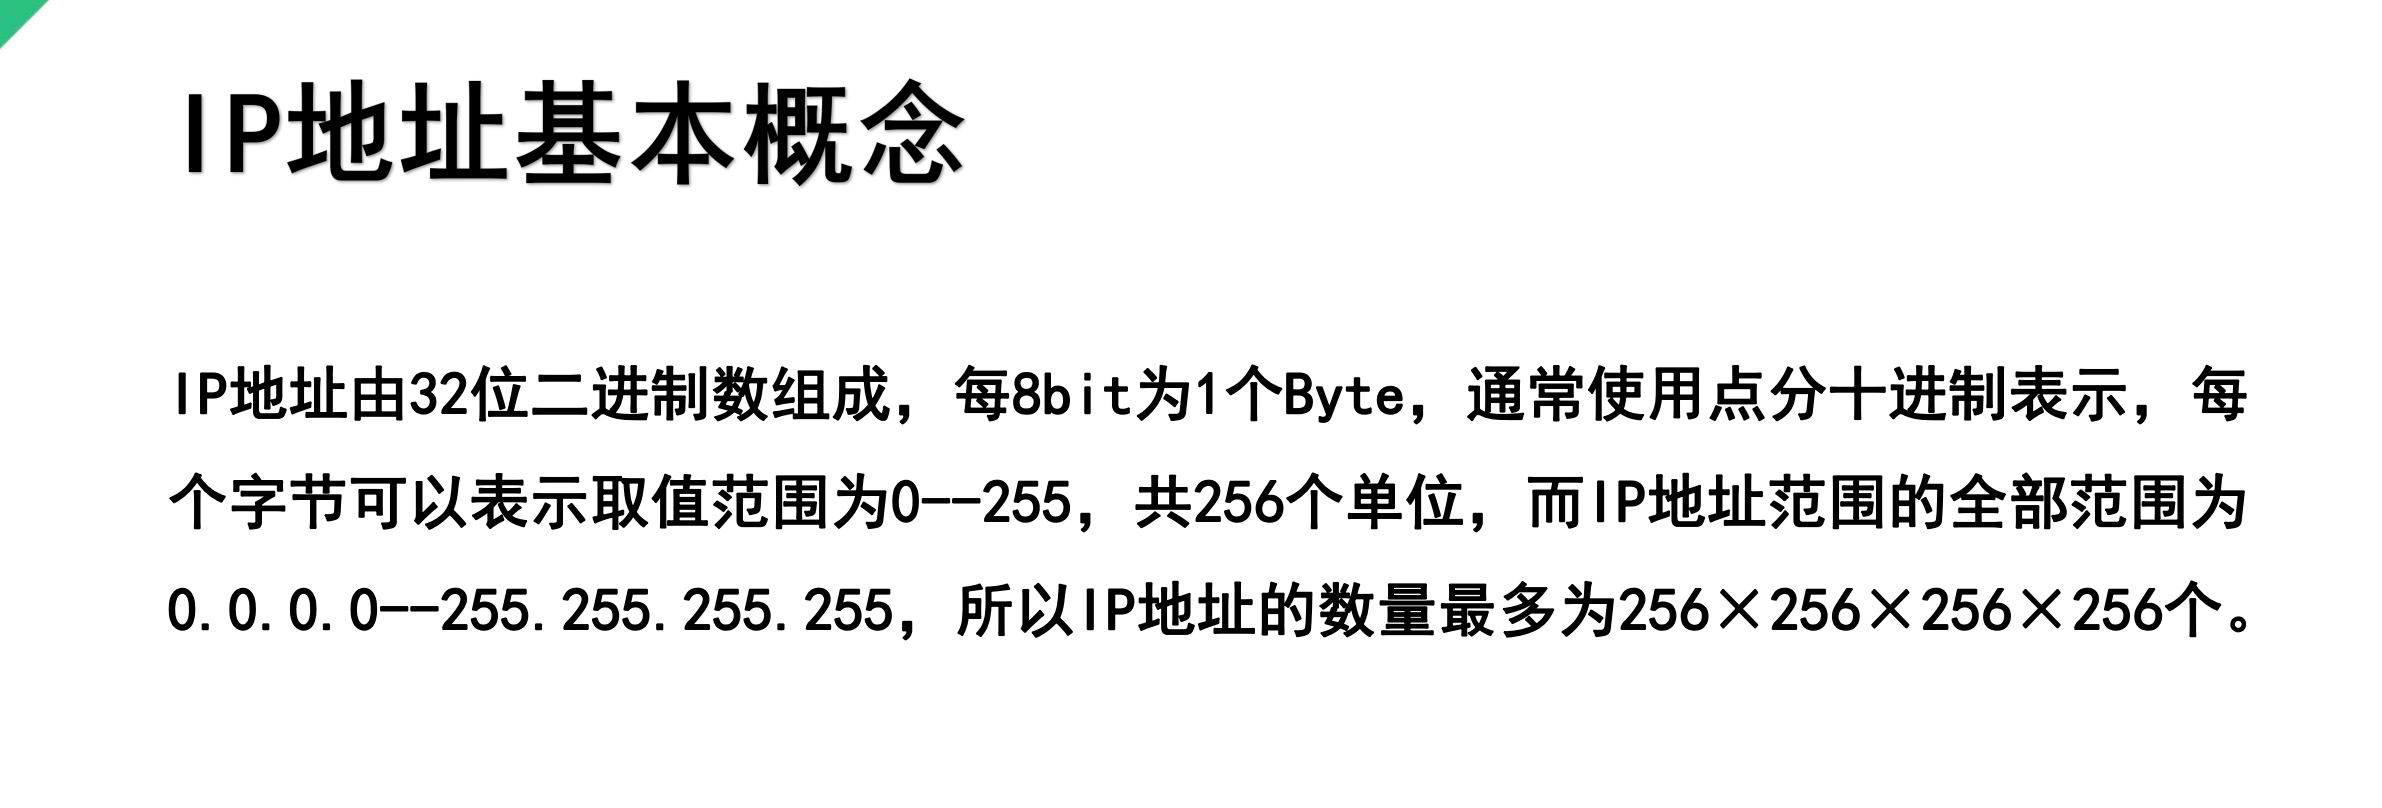 IP地址基本概念
IP地址由32位二进制数组成，每8bit为1个Byte，通常使用点分十进制表示，每
个字节可以表示取值范围为0--255，共256个单位，而IP地址范围的全部范围为
0.0.0.0--255.255.255.255，所以IP地址的数量最多为256×256×256×256个。